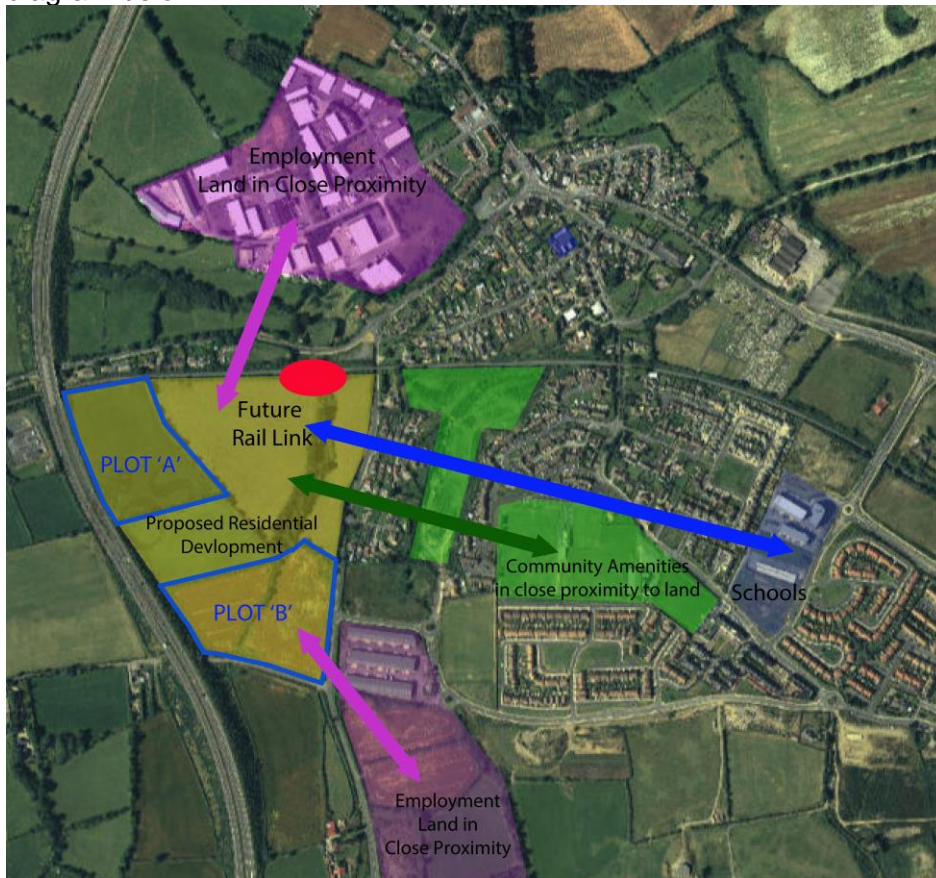 Employment
Land in Close Proximity
Future
Rail Link
PLOT 'A'
Proposed Residential
Devlopment
PLOT 'B'
Community Amenities
in close proximity to land
Schools
Employment
Land in
Close Proximity